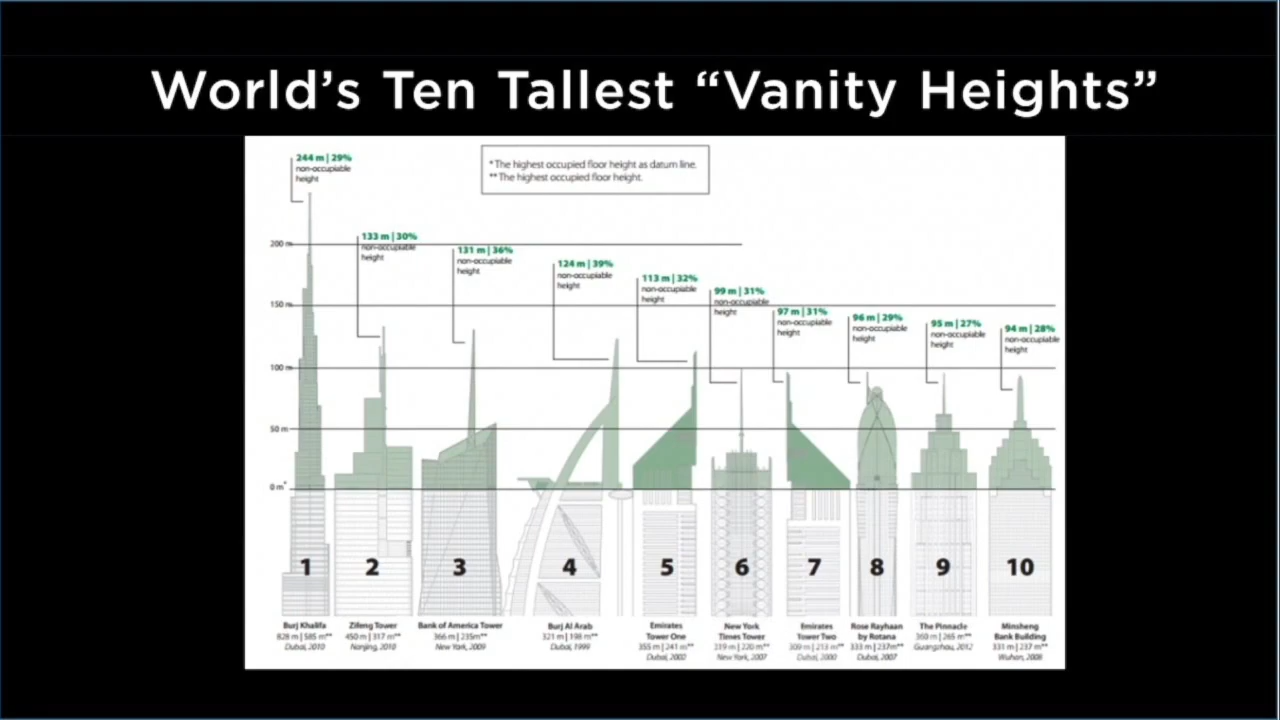 World's Ten Tallest “Vanity Heights”
244 m | 29%
non-occupiable
height
* The highest occupied floor height as datum line.
** The highest occupied floor height.
133 m | 30%
non-occupiable
height
131 m | 36%
non-occupiable
height
124 m | 39%
non-occupiable
height
113 m | 32%
non-occupiable
height
99 m | 31%
non-occupiable
height
97 m | 31%
non-occupiable
height
96 m | 29%
non-occupiable
height
95 m | 27%
non-occupiable
height
94 m | 28%
non-occupiable
height
200 m
150 m
100 m
50 m
0 m*
1 2 3 4 5 6 7 8 9 10
Burj Khalifa
828 m | 585 m**
Dubai, 2010
Zifeng Tower
450 m | 317 m**
Nanjing, 2010
Bank of America Tower
366 m | 235m**
New York, 2009
Burj Al Arab
321 m | 198 m**
Dubai, 1999
Emirates
Tower One
355 m | 241 m**
Dubai, 2002
New York
Times Tower
319 m | 220 m**
New York, 2007
Emirates
Tower Two
309 m | 213 m**
Dubai, 2000
Rose Rayhaan
by Rotana
333 m | 237m**
Dubai, 2007
The Pinnacle
360 m | 265 m**
Guangzhou, 2012
Minsheng
Bank Building
331 m | 237 m**
Wuhan, 2008